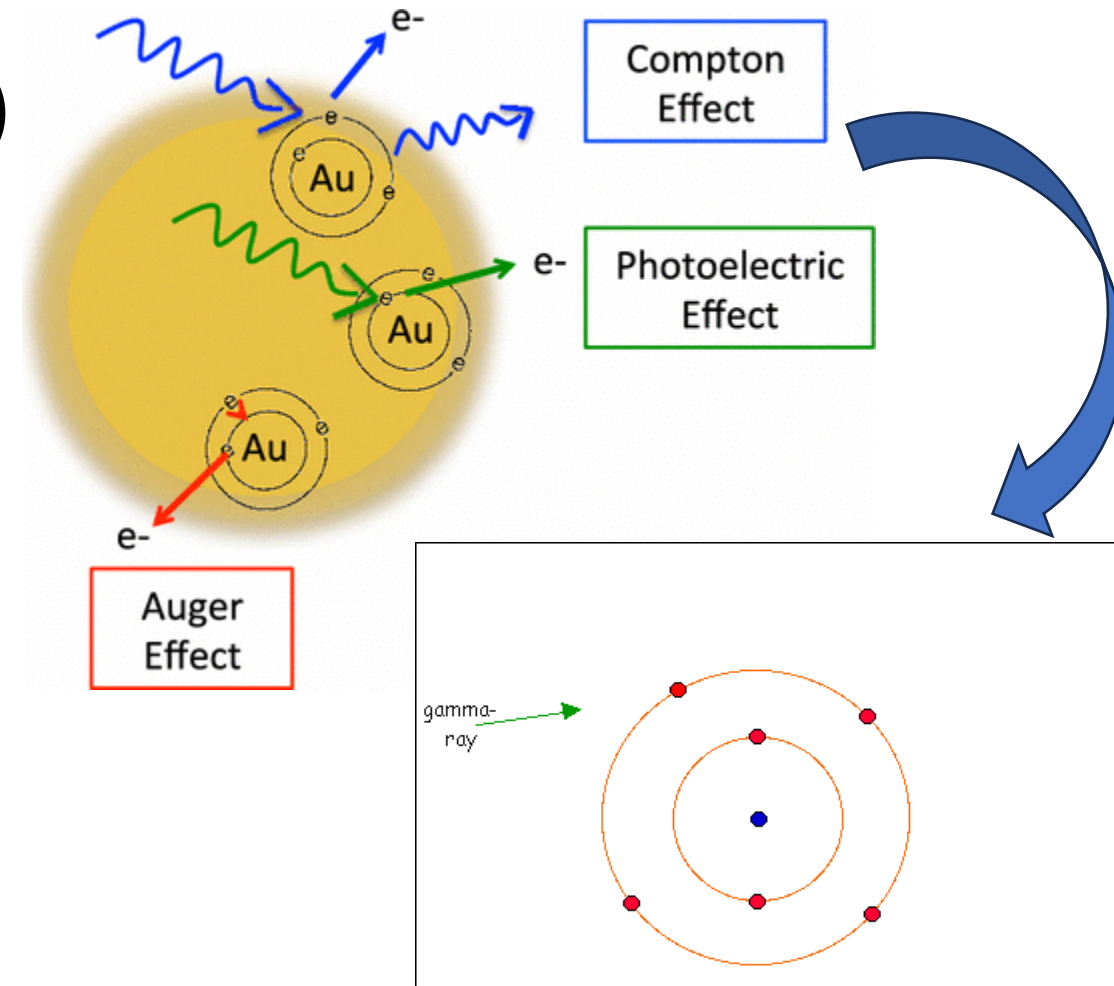 e-
Compton
Effect
e
e
Au
e
e-
Photoelectric
Effect
e
e
Au
e
e
Au
e
e
e-
Auger
Effect
gamma-
ray